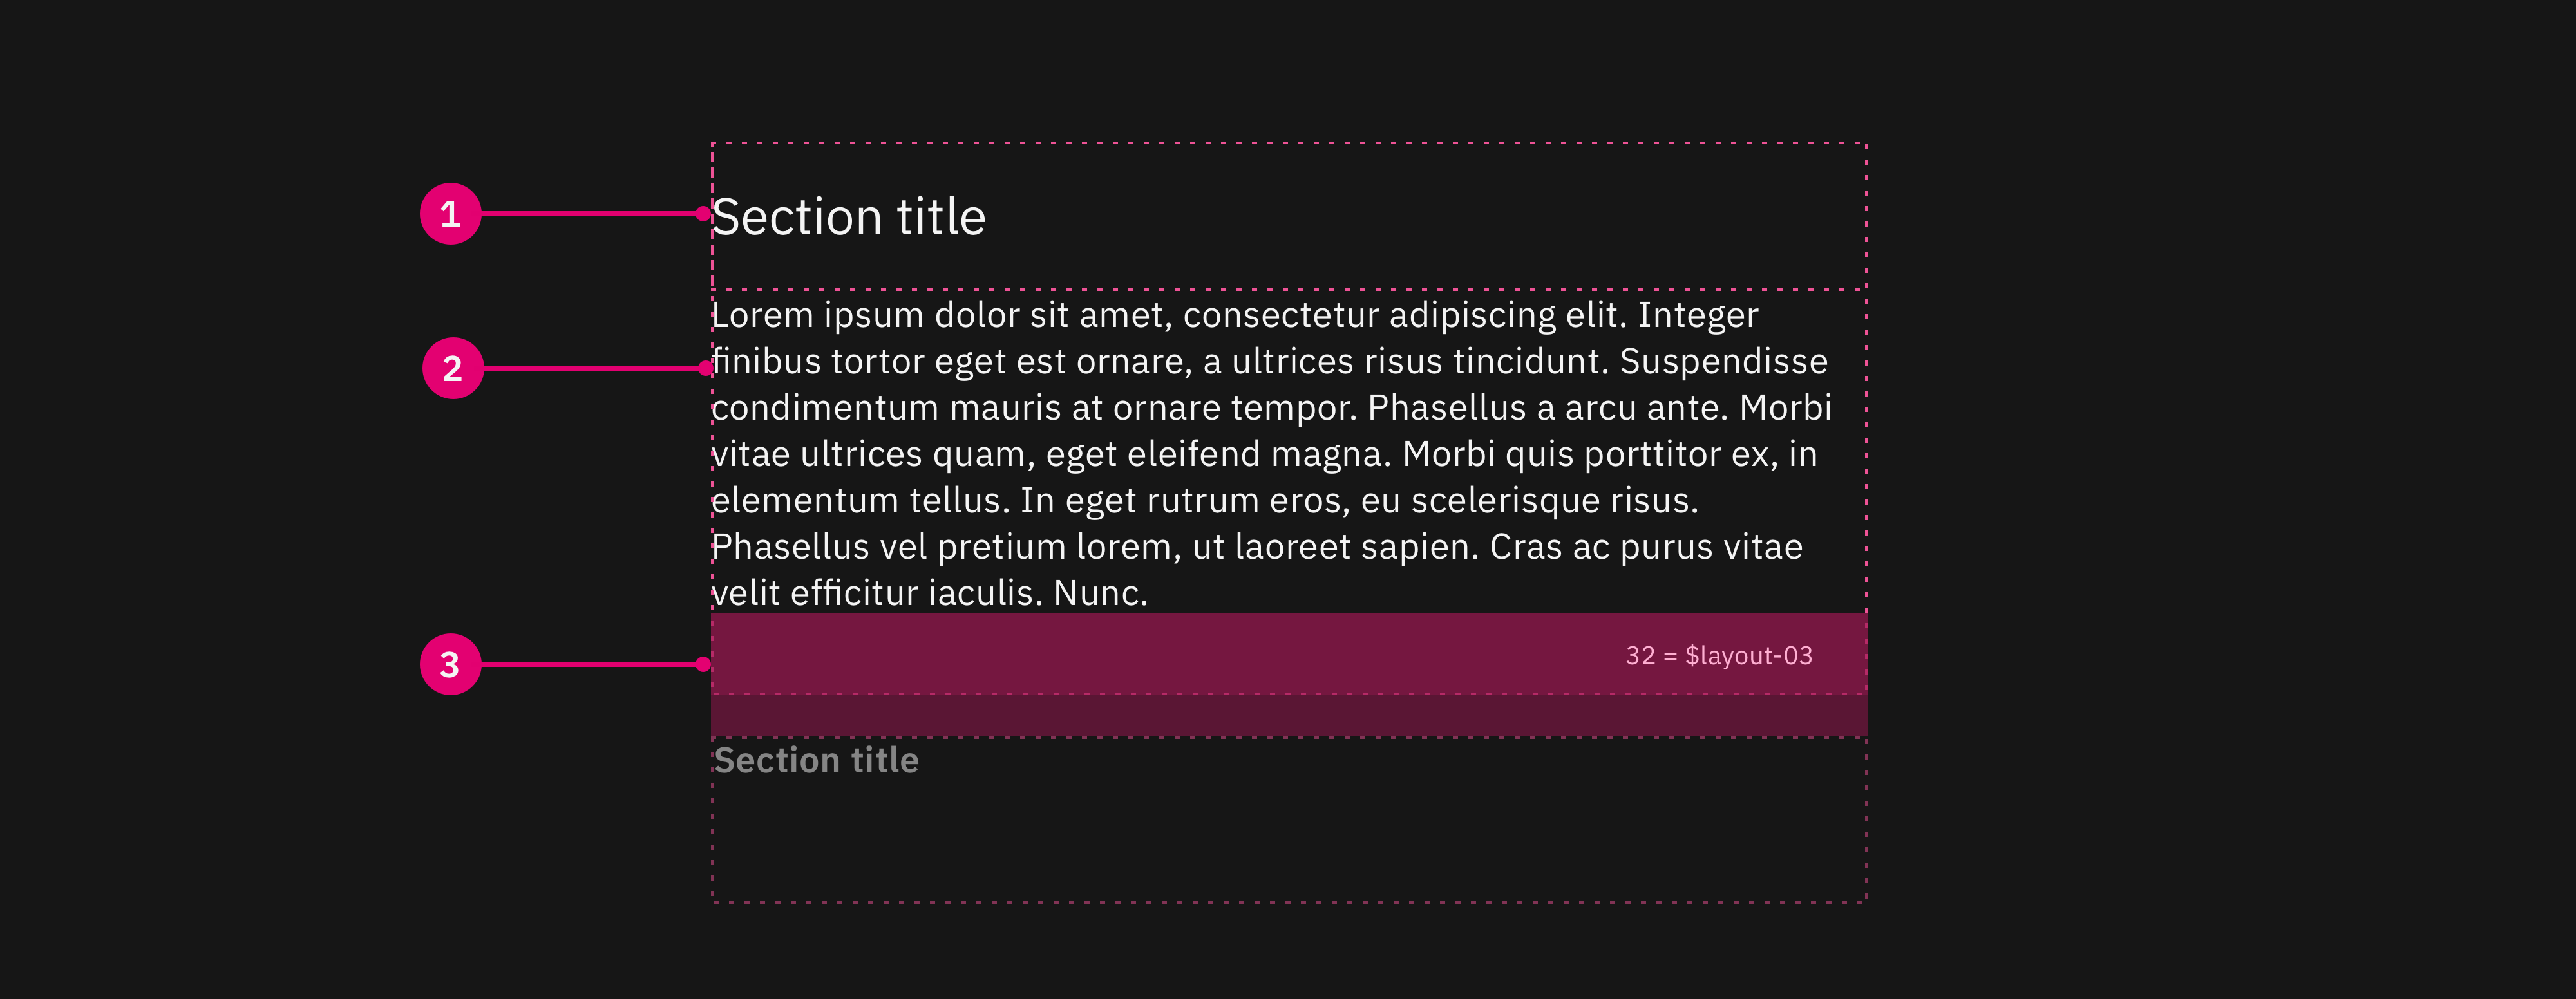 1
Section title
2
Lorem ipsum dolor sit amet, consectetur adipiscing elit. Integer
finibus tortor eget est ornare, a ultrices risus tincidunt. Suspendisse
condimentum mauris at ornare tempor. Phasellus a arcu ante. Morbi
vitae ultrices quam, eget eleifend magna. Morbi quis porttitor ex, in
elementum tellus. In eget rutrum eros, eu scelerisque risus.
Phasellus vel pretium lorem, ut laoreet sapien. Cras ac purus vitae
velit efficitur iaculis. Nunc.
3
32 = $layout-03
Section title